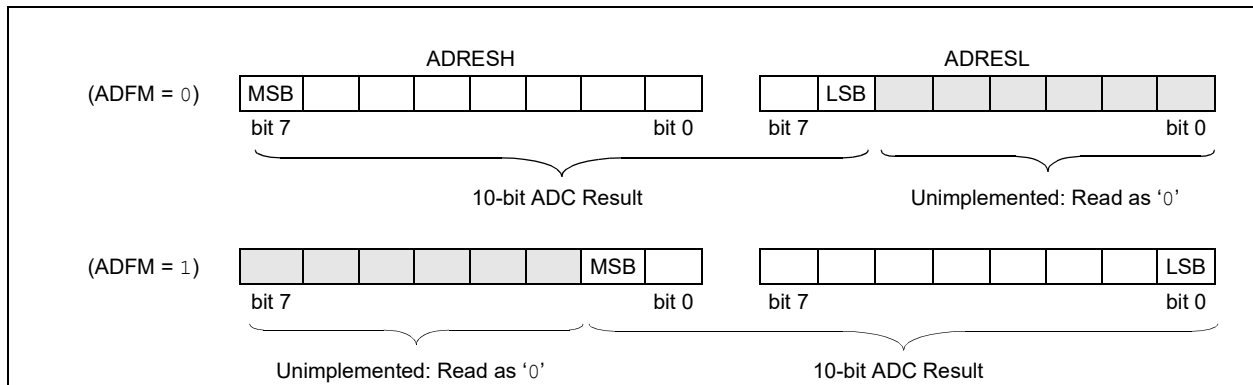 ADRESH ADRESL
(ADFM = 0) MSB LSB
bit 7 bit 0 bit 7 bit 0
10-bit ADC Result Unimplemented: Read as ‘0’
(ADFM = 1) MSB LSB
bit 7 bit 0 bit 7 bit 0
Unimplemented: Read as ‘0’ 10-bit ADC Result